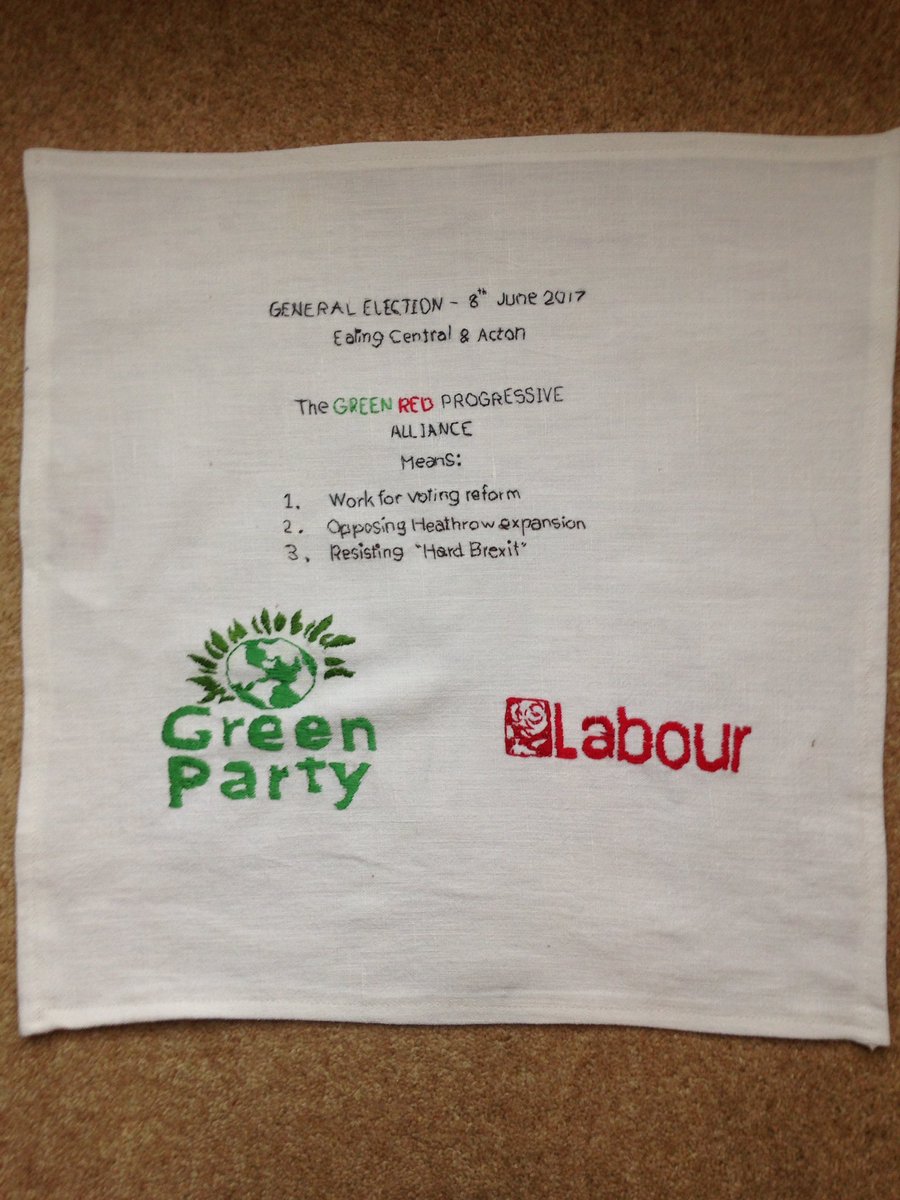 GENERAL ELECTION - 8th June 2017
Ealing Central & Acton
The GREEN RED PROGRESSIVE
ALLIANCE
Means:
1. Work for voting reform
2. Opposing Heathrow expansion
3. Resisting "Hard Brexit"
Green
Party
Labour